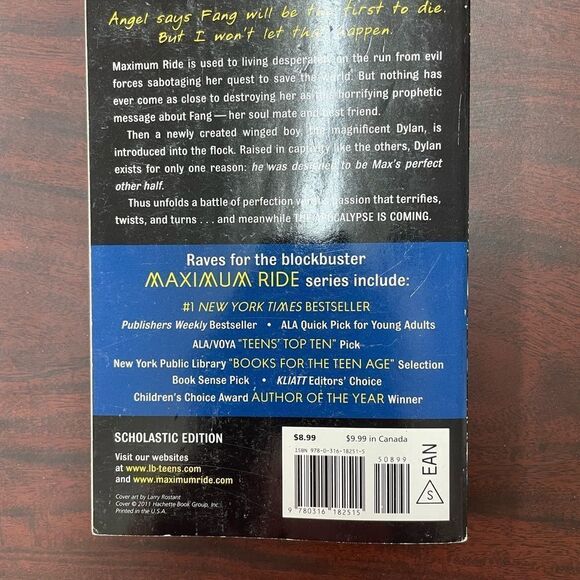 Angel says Fang will be the first to die.
But I won't let that happen.
Maximum Ride is used to living desperately on the run from evil
forces sabotaging her quest to save the world. But nothing has
ever come as close to destroying her as this horrifying prophetic
message about Fang — her soul mate and best friend.
Then a newly created winged boy, the magnificent Dylan, is
introduced into the flock. Raised in captivity like the others, Dylan
exists for only one reason: he was designed to be Max's perfect
other half.
Thus unfolds a battle of perfection versus passion that terrifies,
twists, and turns . . . and meanwhile THE APOCALYPSE IS COMING.
Raves for the blockbuster
MAXIMUM RIDE series include:
#1 NEW YORK TIMES BESTSELLER
Publishers Weekly Bestseller • ALA Quick Pick for Young Adults
ALA/VOYA "TEENS' TOP TEN" Pick
New York Public Library "BOOKS FOR THE TEEN AGE" Selection
Book Sense Pick • KLIATT Editors' Choice
Children's Choice Award AUTHOR OF THE YEAR Winner
SCHOLASTIC EDITION
Visit our websites
at www.lb-teens.com
and www.maximumride.com
Cover art by Larry Rostant
Cover © 2011 Hachette Book Group, Inc.
Printed in the U.S.A.
$8.99 $9.99 in Canada
ISBN 978-0-316-18251-5
50899
9 780316 182515
S EAN